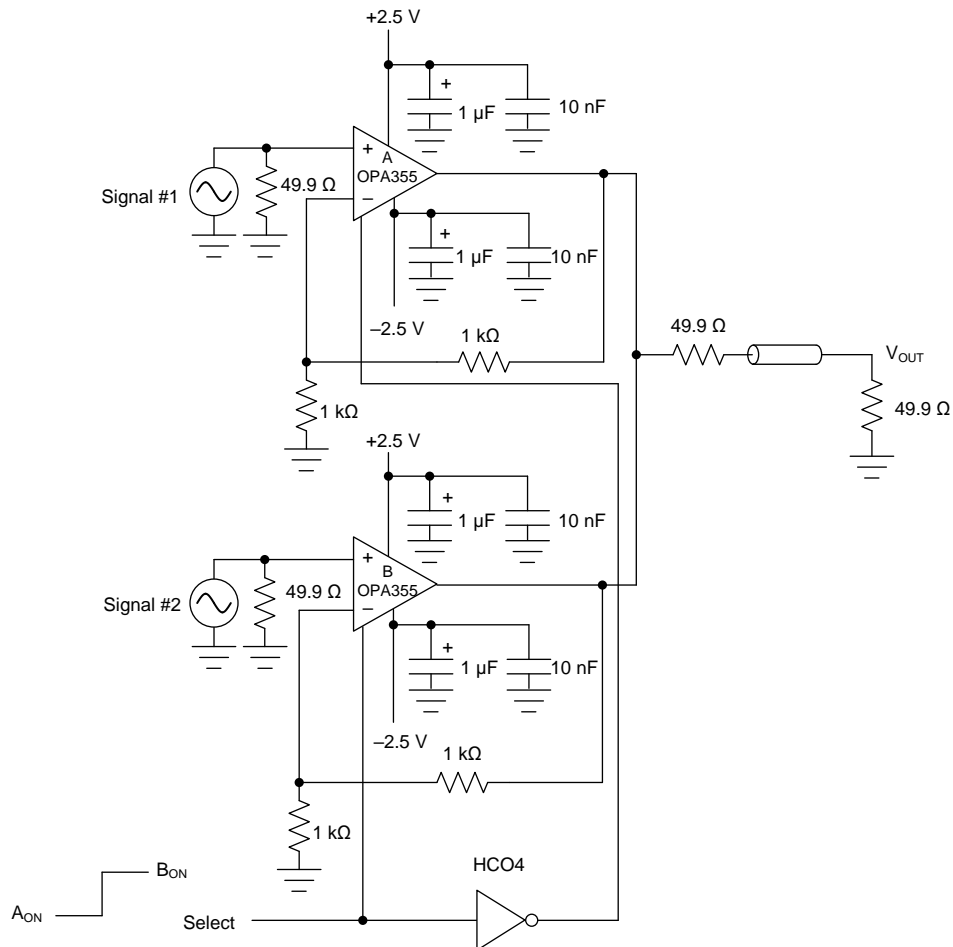 +2.5 V
+
1 µF
10 nF
+
A
OPA355
−
Signal #1
49.9 Ω
+
1 µF
10 nF
–2.5 V
1 kΩ
49.9 Ω
VOUT
49.9 Ω
1 kΩ
+2.5 V
+
1 µF
10 nF
+
B
OPA355
−
Signal #2
49.9 Ω
+
1 µF
10 nF
–2.5 V
1 kΩ
1 kΩ
HCO4
BON
AON
Select